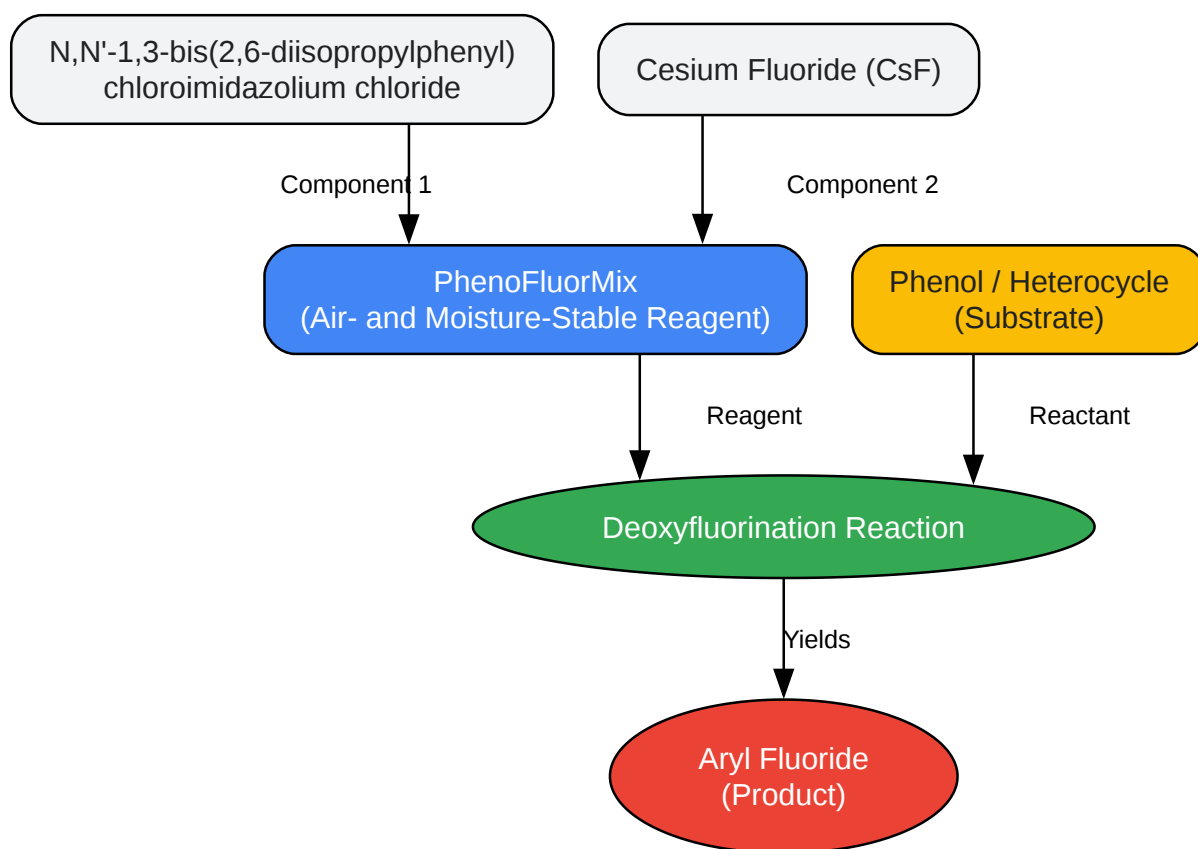 N,N'-1,3-bis(2,6-diisopropylphenyl)
chloroimidazolium chloride
Cesium Fluoride (CsF)
Component 1
Component 2
PhenoFluorMix
(Air- and Moisture-Stable Reagent)
Phenol / Heterocycle
(Substrate)
Reagent
Reactant
Deoxyfluorination Reaction
Yields
Aryl Fluoride
(Product)